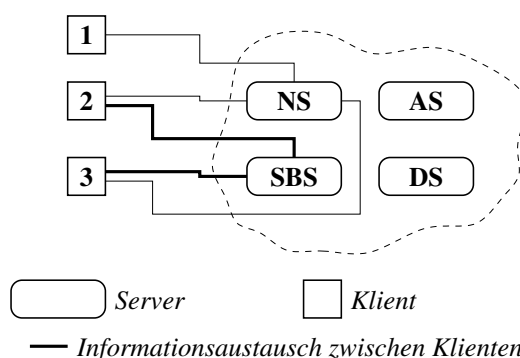 1
2 NS AS
3 SBS DS
Server Klient
Informationsaustausch zwischen Klienten